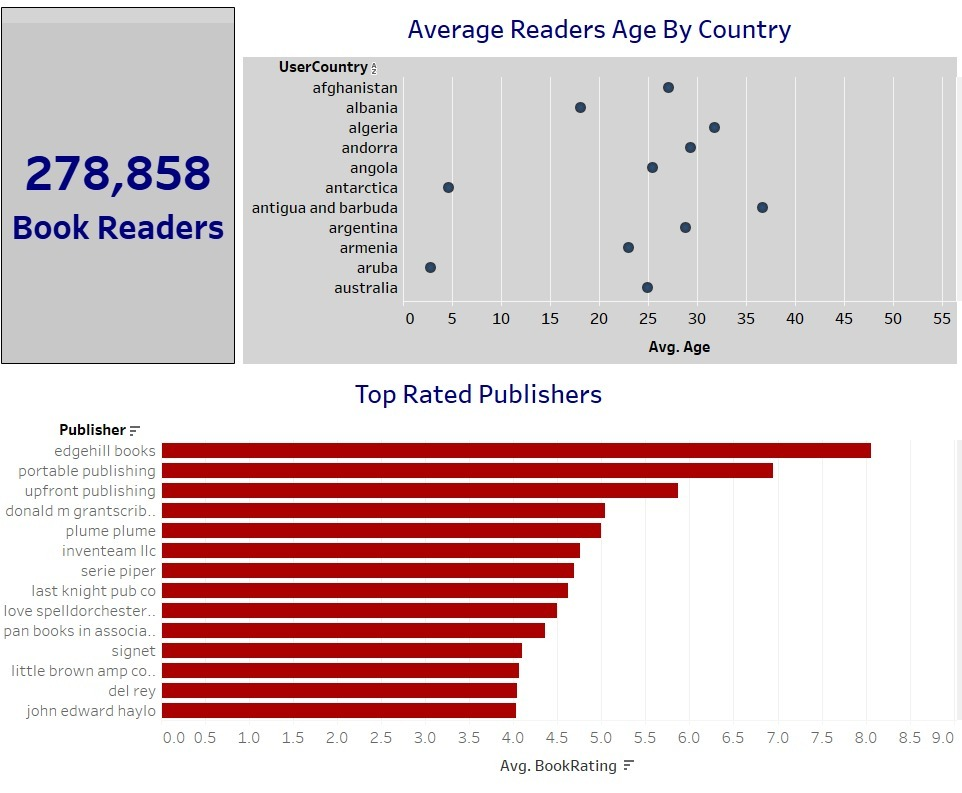 278,858
Book Readers
Average Readers Age By Country
UserCountry
afghanistan
albania
algeria
andorra
angola
antarctica
antigua and barbuda
argentina
armenia
aruba
australia
0 5 10 15 20 25 30 35 40 45 50 55
Avg. Age
Top Rated Publishers
Publisher
edgehill books
portable publishing
upfront publishing
donald m grantscrib..
plume plume
inventeam llc
serie piper
last knight pub co
love spelldorchester..
pan books in associa..
signet
little brown amp co..
del rey
john edward haylo
0.0 0.5 1.0 1.5 2.0 2.5 3.0 3.5 4.0 4.5 5.0 5.5 6.0 6.5 7.0 7.5 8.0 8.5 9.0
Avg. BookRating